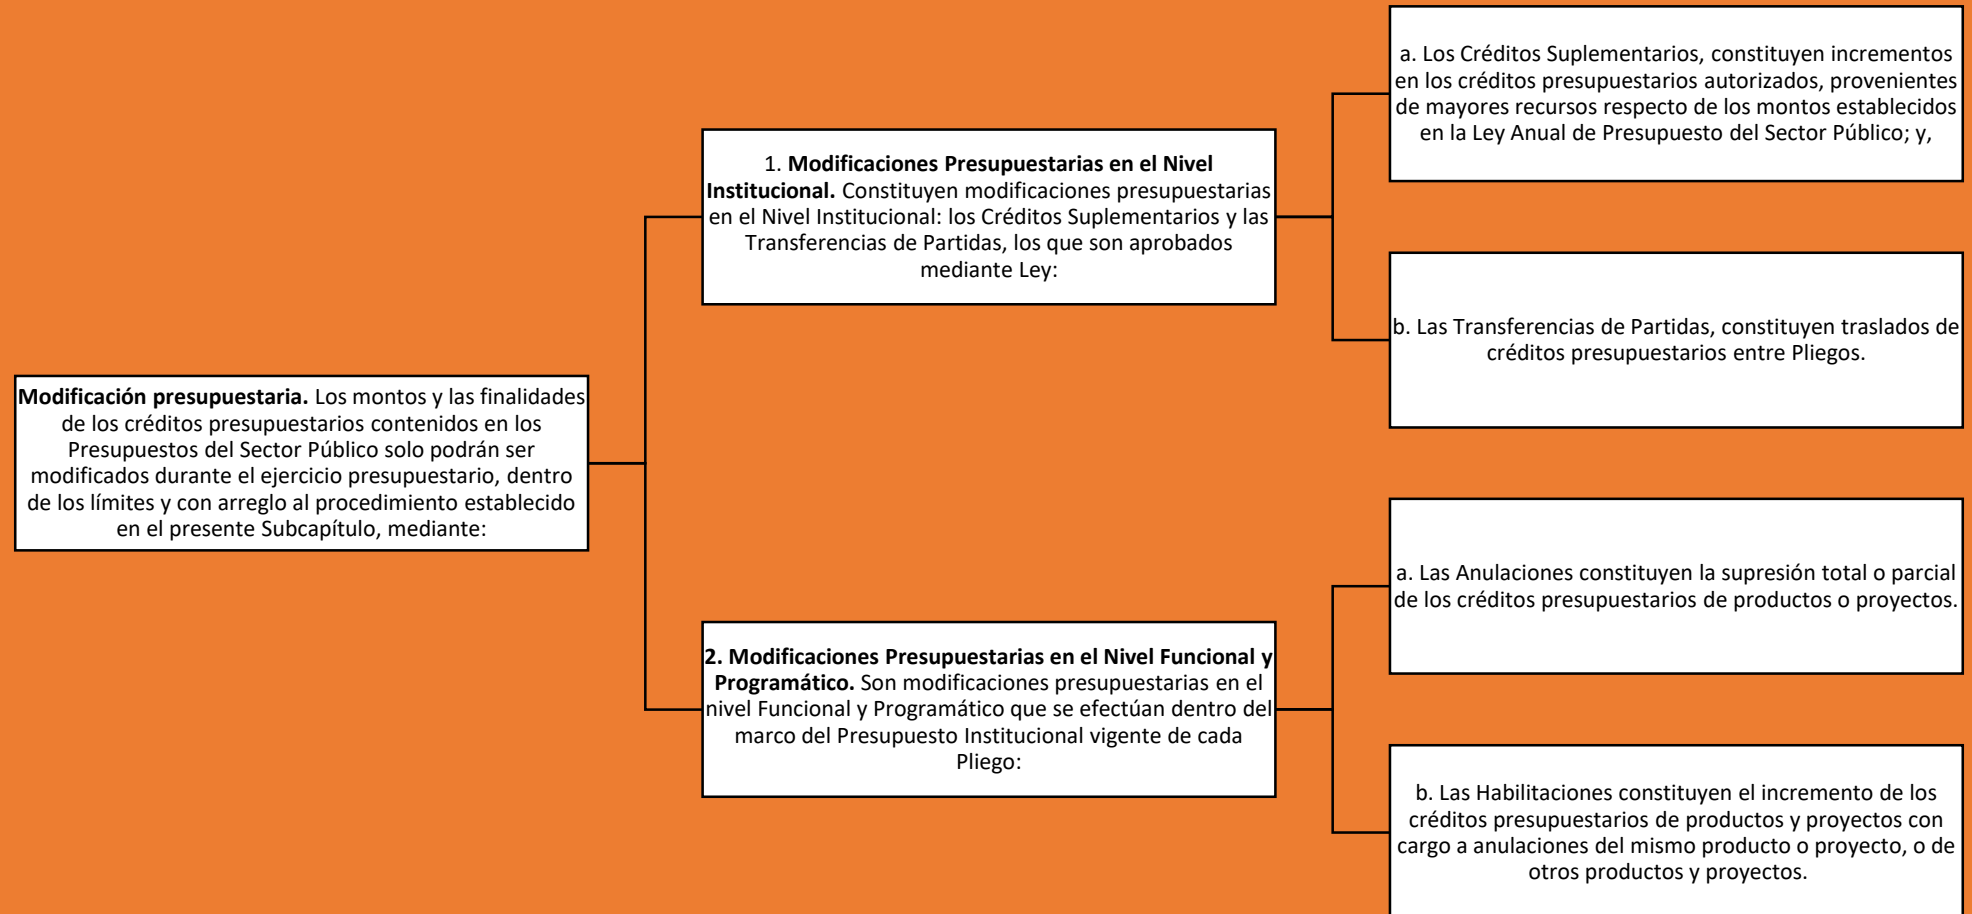 Modificación presupuestaria. Los montos y las finalidades
de los créditos presupuestarios contenidos en los
Presupuestos del Sector Público solo podrán ser
modificados durante el ejercicio presupuestario, dentro
de los límites y con arreglo al procedimiento establecido
en el presente Subcapítulo, mediante:
1. Modificaciones Presupuestarias en el Nivel
Institucional. Constituyen modificaciones presupuestarias
en el Nivel Institucional: los Créditos Suplementarios y las
Transferencias de Partidas, los que son aprobados
mediante Ley:
a. Los Créditos Suplementarios, constituyen incrementos
en los créditos presupuestarios autorizados, provenientes
de mayores recursos respecto de los montos establecidos
en la Ley Anual de Presupuesto del Sector Público; y,
b. Las Transferencias de Partidas, constituyen traslados de
créditos presupuestarios entre Pliegos.
2. Modificaciones Presupuestarias en el Nivel Funcional y
Programático. Son modificaciones presupuestarias en el
nivel Funcional y Programático que se efectúan dentro del
marco del Presupuesto Institucional vigente de cada
Pliego:
a. Las Anulaciones constituyen la supresión total o parcial
de los créditos presupuestarios de productos o proyectos.
b. Las Habilitaciones constituyen el incremento de los
créditos presupuestarios de productos y proyectos con
cargo a anulaciones del mismo producto o proyecto, o de
otros productos y proyectos.